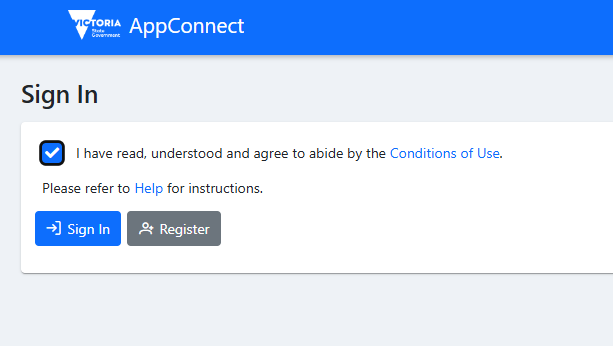 VICTORIA
State
Government
AppConnect
Sign In
I have read, understood and agree to abide by the Conditions of Use.
Please refer to Help for instructions.
Sign In
Register